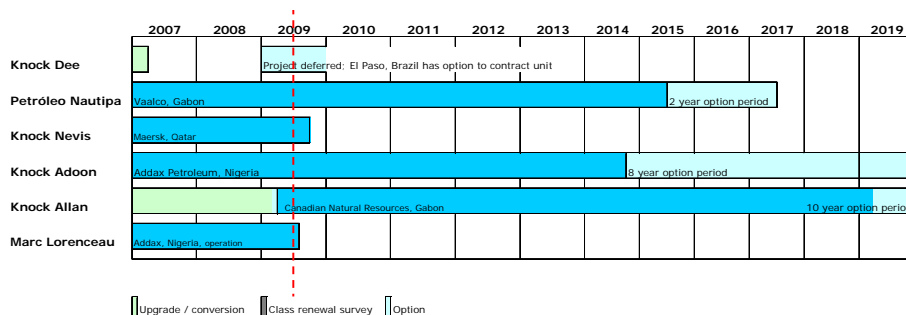 2007 2008 2009 2010 2011 2012 2013 2014 2015 2016 2017 2018 2019
Knock Dee Project deferred; El Paso, Brazil has option to contract unit
Petróleo Nautipa Vaalco, Gabon 2 year option period
Knock Nevis Maersk, Qatar
Knock Adoon Addax Petroleum, Nigeria 8 year option period
Knock Allan Canadian Natural Resources, Gabon 10 year option perio
Marc Lorenceau Addax, Nigeria, operation
Upgrade / conversion Class renewal survey Option